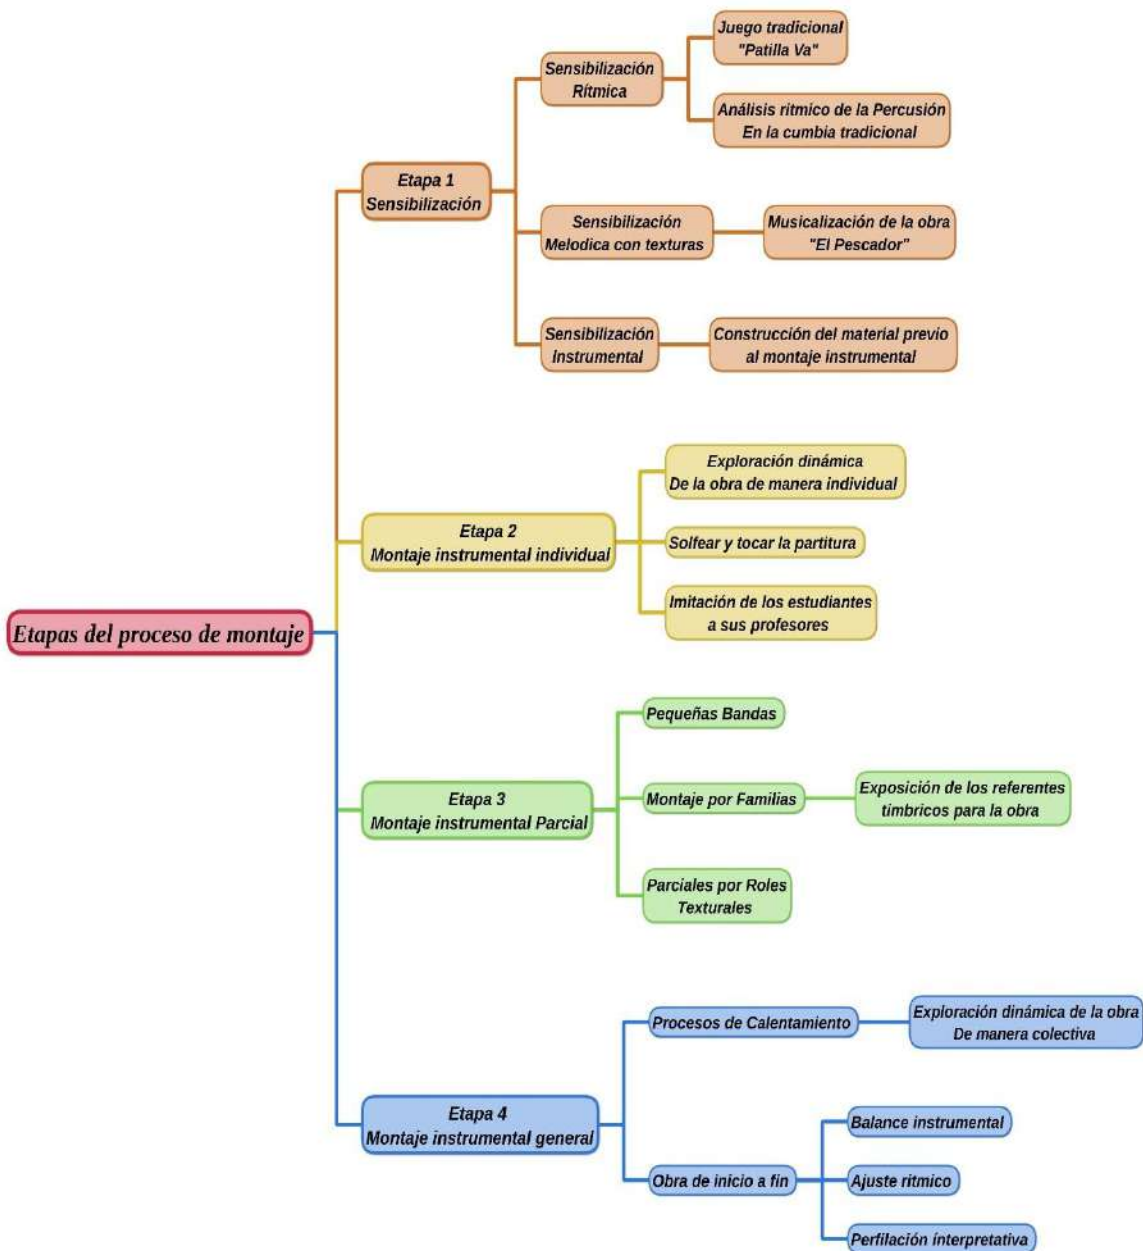 Etapas del proceso de montaje
Etapa 1
Sensibilización
Sensibilización
Rítmica
Juego tradicional
"Patilla Va"
Análisis rítmico de la Percusión
En la cumbia tradicional
Sensibilización
Melodica con texturas
Musicalización de la obra
"El Pescador"
Sensibilización
instrumental
Construcción del material previo
al montaje instrumental
Etapa 2
Montaje instrumental individual
Exploración dinámica
De la obra de manera individual
Solfear y tocar la partitura
Imitación de los estudiantes
a sus profesores
Etapa 3
Montaje instrumental Parcial
Pequeñas Bandas
Montaje por Familias
Exposición de los referentes
timbricos para la obra
Parciales por Roles
Texturales
Etapa 4
Montaje instrumental general
Procesos de Calentamiento
Exploración dinámica de la obra
De manera colectiva
Obra de inicio a fin
Balance instrumental
Ajuste ritmico
Perfilación interpretativa